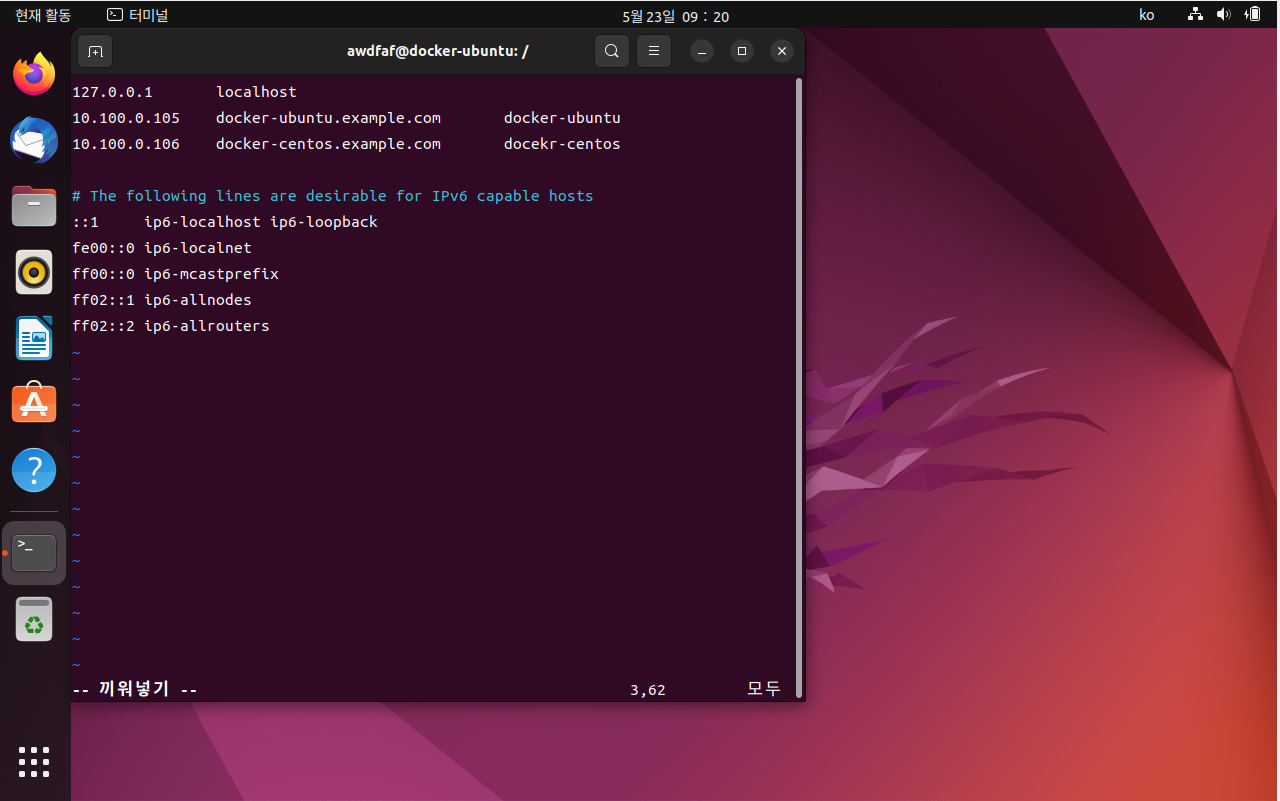 현재 활동 터미널 5월 23일 09 : 20 ko
awdfaf@docker-ubuntu: /
127.0.0.1 localhost
10.100.0.105 docker-ubuntu.example.com docker-ubuntu
10.100.0.106 docker-centos.example.com docekr-centos
# The following lines are desirable for IPv6 capable hosts
::1 ip6-localhost ip6-loopback
fe00::0 ip6-localnet
ff00::0 ip6-mcastprefix
ff02::1 ip6-allnodes
ff02::2 ip6-allrouters
~
~
~
~
~
~
~
~
~
~
~
~
~
-- 끼워넣기 -- 3,62 모두